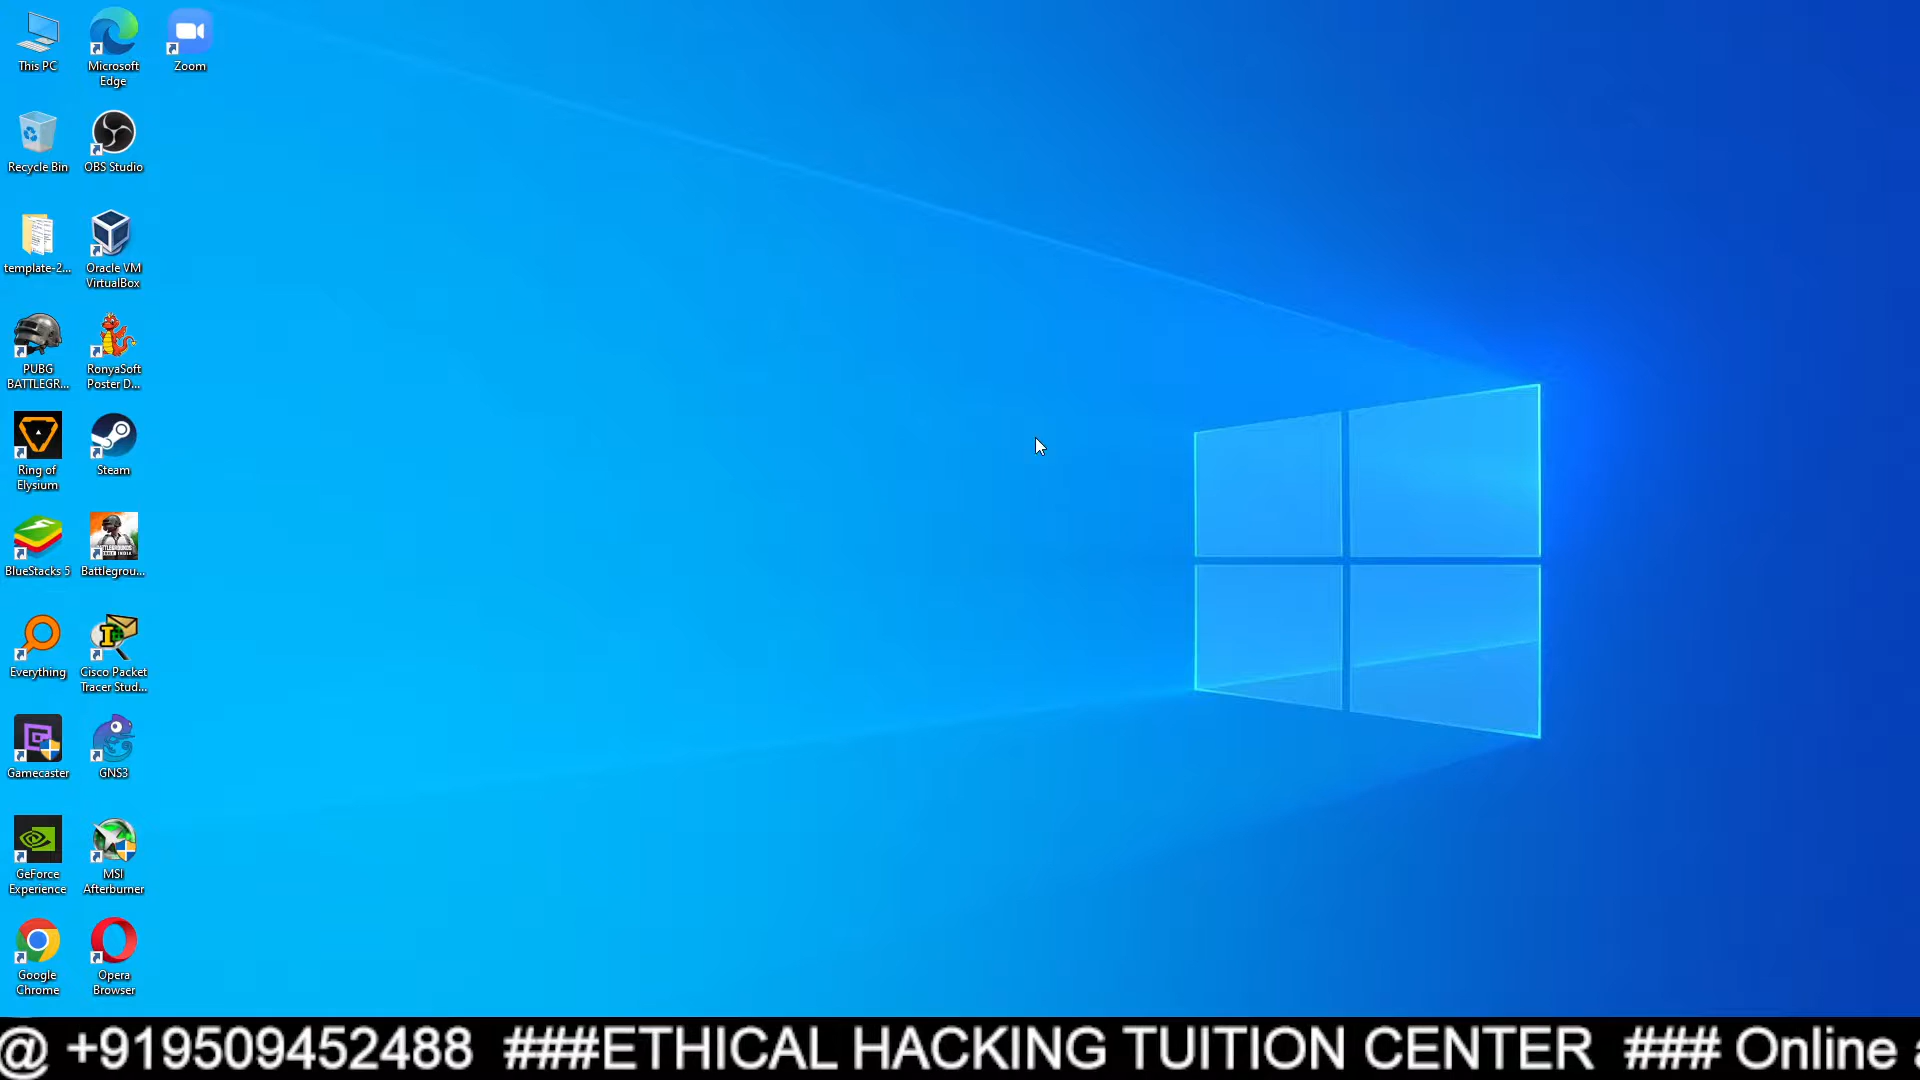 This PC
Microsoft
Edge
Zoom
Recycle Bin
OBS Studio
template-2...
Oracle VM
VirtualBox
PUBG
BATTLEGR...
RonyaSoft
Poster D...
Ring of
Elysium
Steam
BlueStacks 5
Battlegrou...
Everything
Cisco Packet
Tracer Stud...
Gamecaster
GNS3
GeForce
Experience
MSI
Afterburner
Google
Chrome
Opera
Browser
@ +919509452488 ###ETHICAL HACKING TUITION CENTER ### Online